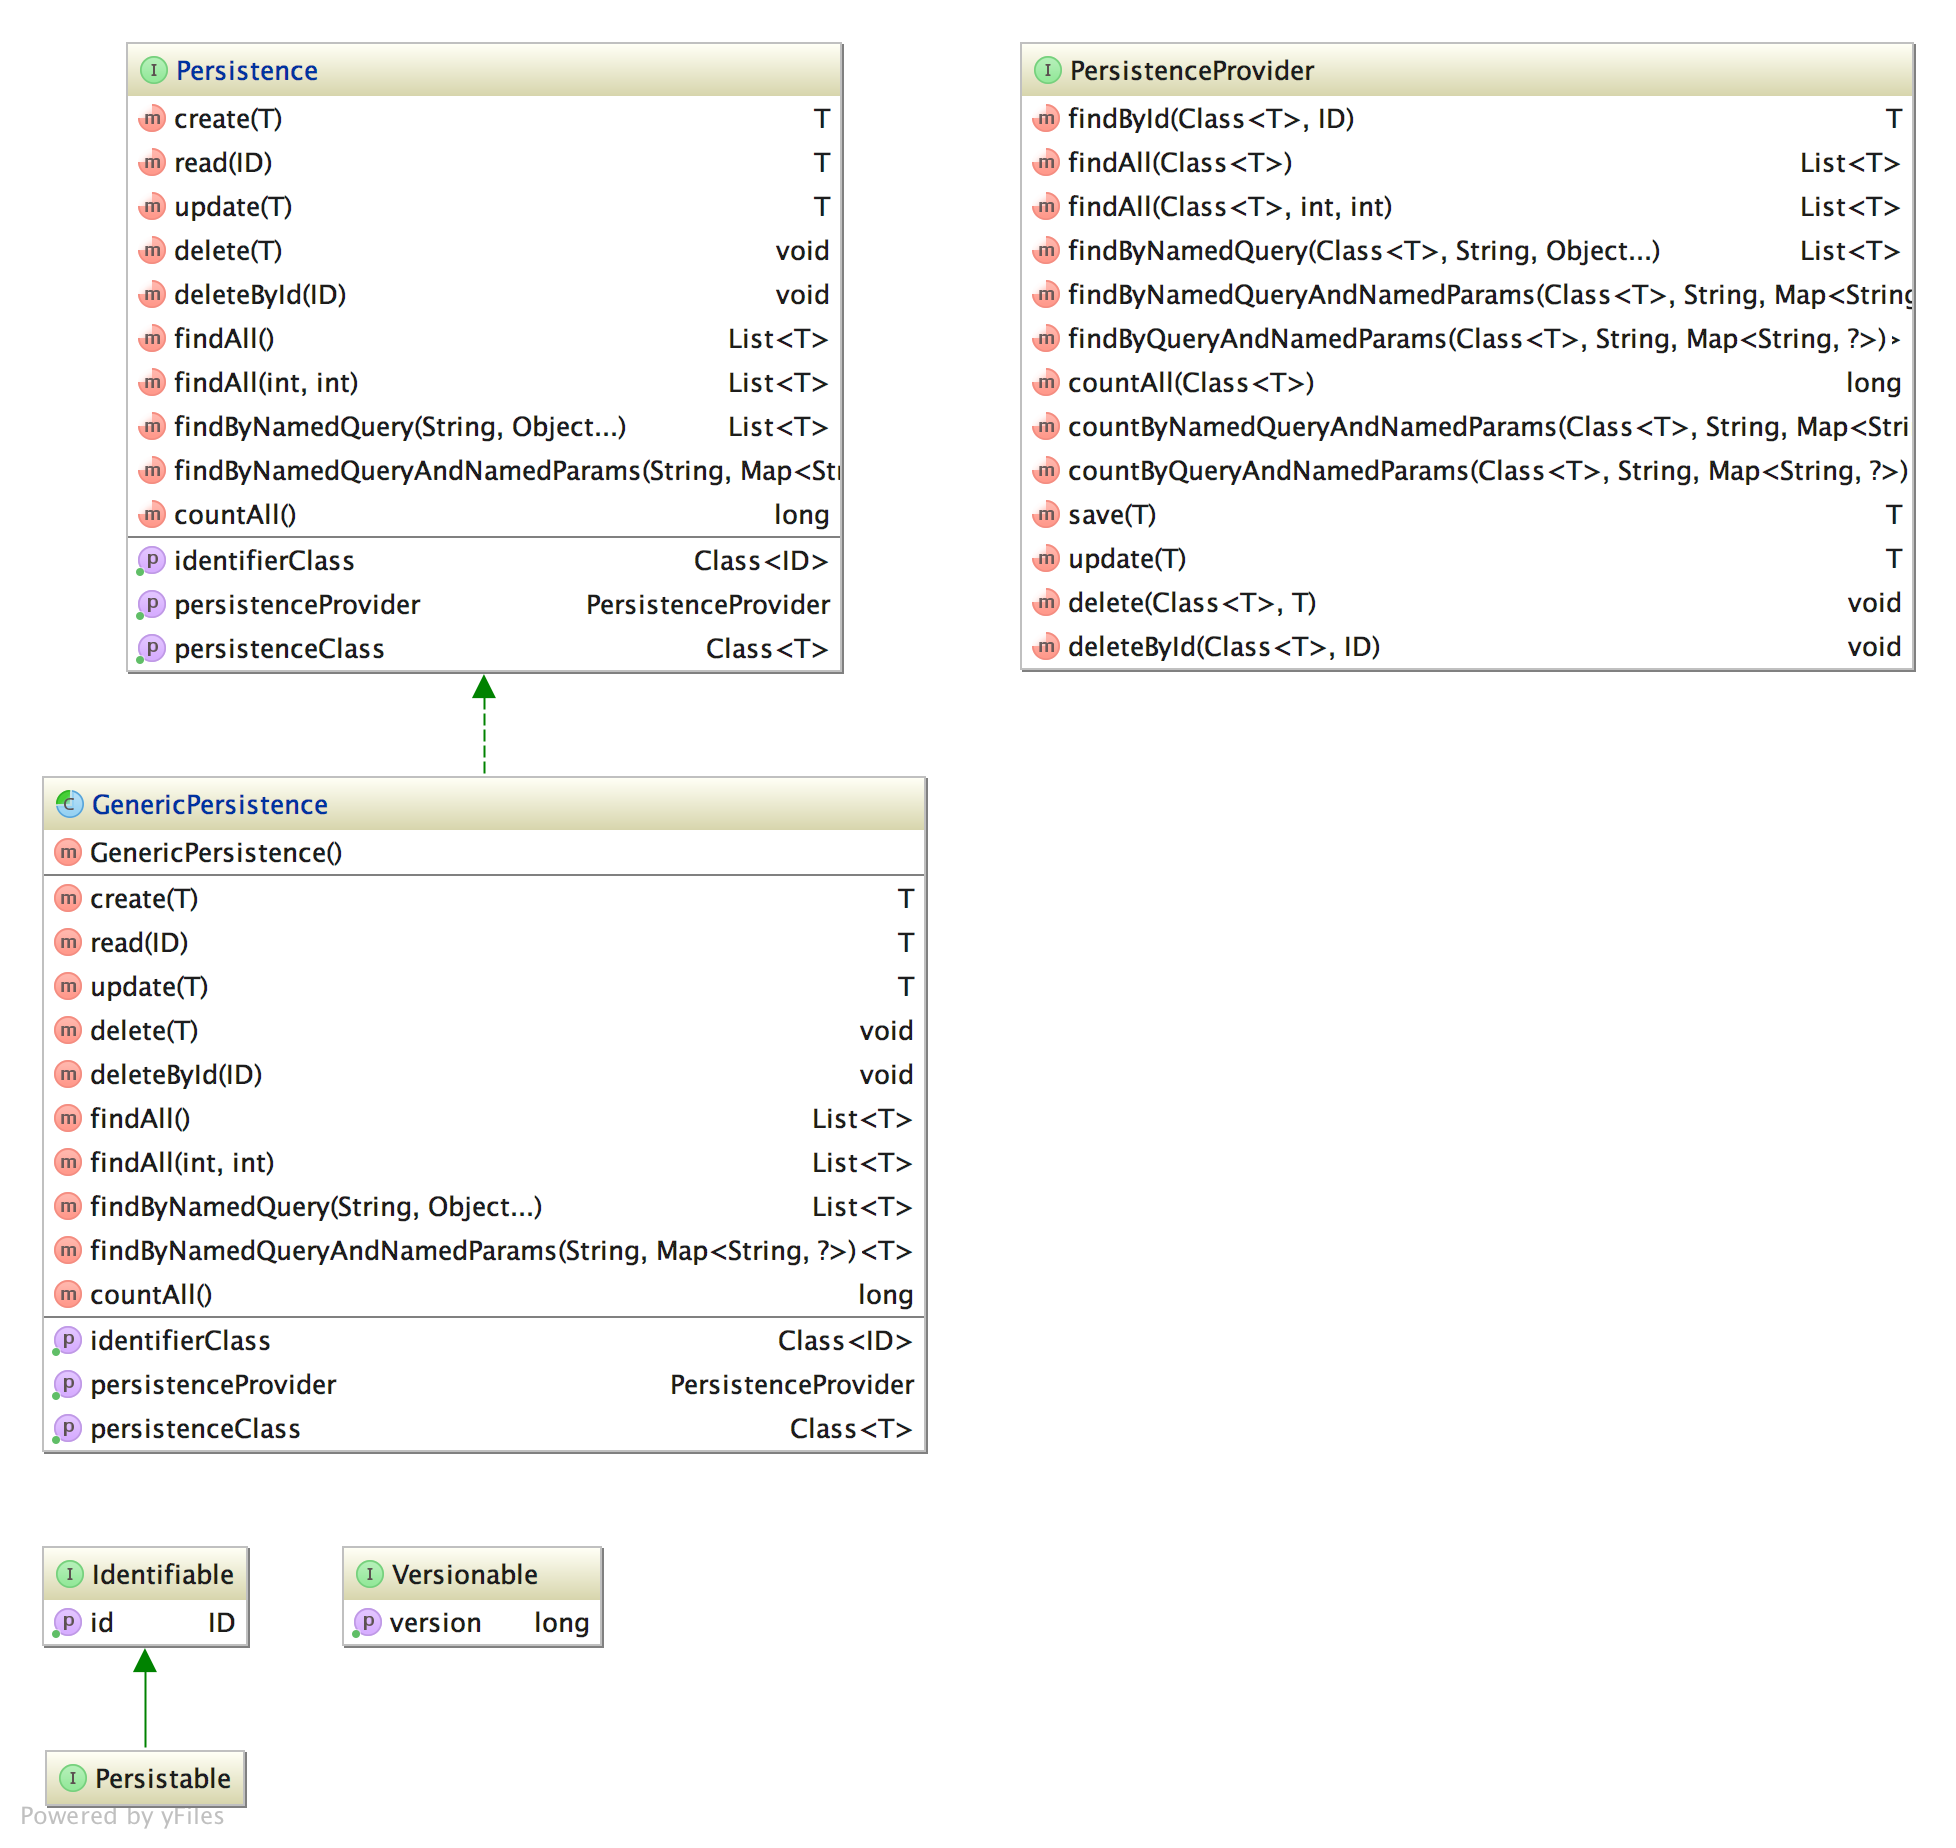 I Persistence
m create(T) T
m read(ID) T
m update(T) T
m delete(T) void
m deleteById(ID) void
m findAll() List<T>
m findAll(int, int) List<T>
m findByNamedQuery(String, Object...) List<T>
m findByNamedQueryAndNamedParams(String, Map<Str
m countAll() long
p identifierClass Class<ID>
p persistenceProvider PersistenceProvider
p persistenceClass Class<T>
I PersistenceProvider
m findById(Class<T>, ID) T
m findAll(Class<T>) List<T>
m findAll(Class<T>, int, int) List<T>
m findByNamedQuery(Class<T>, String, Object...) List<T>
m findByNamedQueryAndNamedParams(Class<T>, String, Map<String
m findByQueryAndNamedParams(Class<T>, String, Map<String, ?>)>
m countAll(Class<T>) long
m countByNamedQueryAndNamedParams(Class<T>, String, Map<Stri
m countByQueryAndNamedParams(Class<T>, String, Map<String, ?>)
m save(T) T
m update(T) T
m delete(Class<T>, T) void
m deleteById(Class<T>, ID) void
C GenericPersistence
m GenericPersistence()
m create(T) T
m read(ID) T
m update(T) T
m delete(T) void
m deleteById(ID) void
m findAll() List<T>
m findAll(int, int) List<T>
m findByNamedQuery(String, Object...) List<T>
m findByNamedQueryAndNamedParams(String, Map<String, ?>)<T>
m countAll() long
p identifierClass Class<ID>
p persistenceProvider PersistenceProvider
p persistenceClass Class<T>
I Identifiable
p id ID
I Versionable
p version long
I Persistable
Powered by yFiles